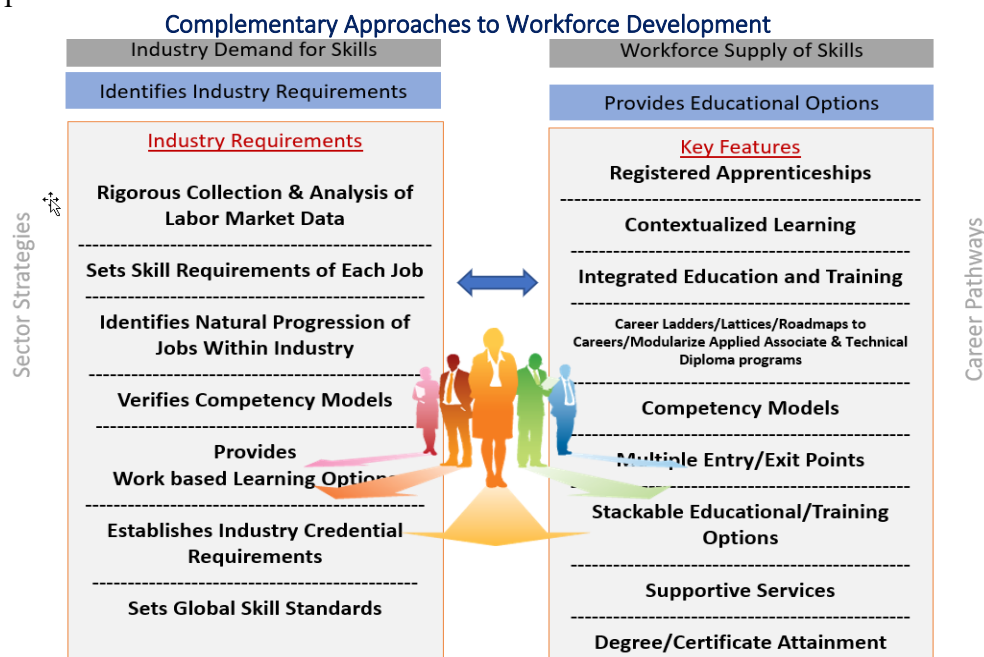 Complementary Approaches to Workforce Development
Industry Demand for Skills
Identifies Industry Requirements
Sector Strategies
Industry Requirements
Rigorous Collection & Analysis of
Labor Market Data
Sets Skill Requirements of Each Job
Identifies Natural Progression of
Jobs Within Industry
Verifies Competency Models
Provides
Work based Learning Options
Establishes Industry Credential
Requirements
Sets Global Skill Standards
Workforce Supply of Skills
Provides Educational Options
Key Features
Registered Apprenticeships
Contextualized Learning
Integrated Education and Training
Career Ladders/Lattices/Roadmaps to
Careers/Modularize Applied Associate & Technical
Diploma programs
Competency Models
Multiple Entry/Exit Points
Stackable Educational/Training
Options
Supportive Services
Degree/Certificate Attainment
Career Pathways